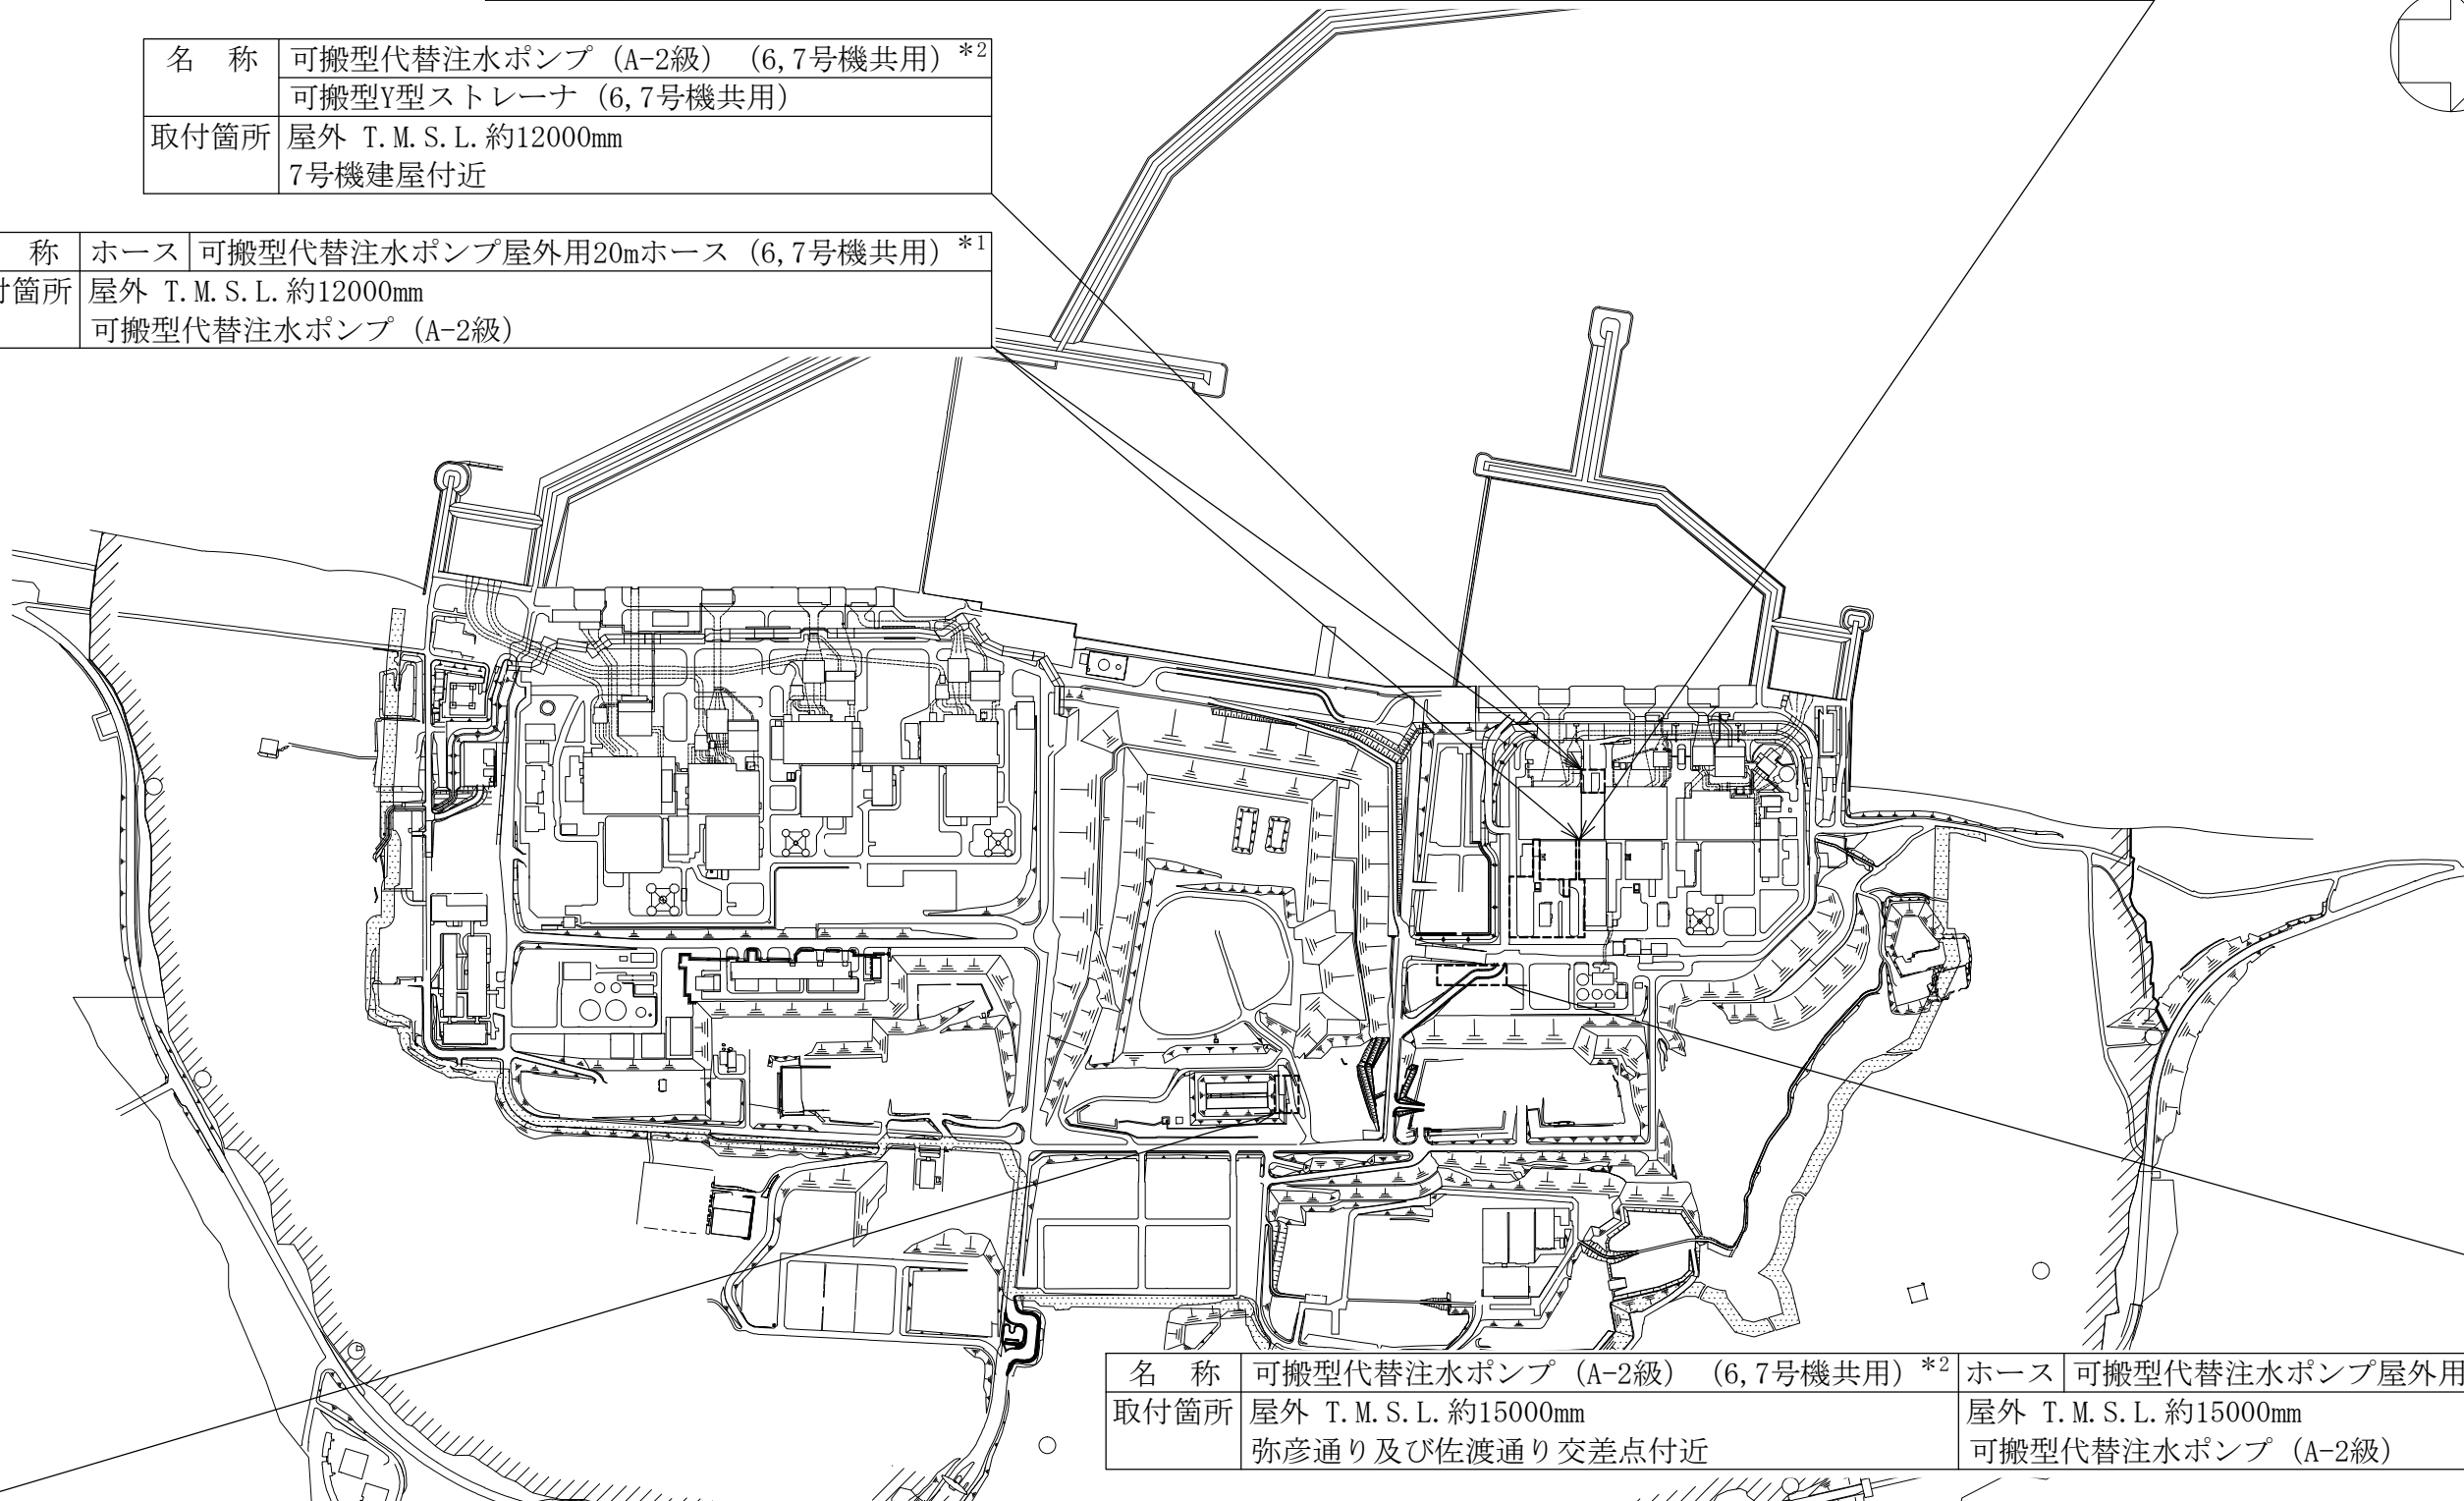 名　称 可搬型代替注水ポンプ（A-2級）（6,7号機共用）*2
可搬型Y型ストレーナ（6,7号機共用）
取付箇所 屋外 T.M.S.L.約12000mm
7号機建屋付近
称 ホース 可搬型代替注水ポンプ屋外用20mホース（6,7号機共用）*1
付箇所 屋外 T.M.S.L.約12000mm
可搬型代替注水ポンプ（A-2級）
名　称 可搬型代替注水ポンプ（A-2級）（6,7号機共用）*2 ホース 可搬型代替注水ポンプ屋外用
取付箇所 屋外 T.M.S.L.約15000mm 屋外 T.M.S.L.約15000mm
弥彦通り及び佐渡通り交差点付近 可搬型代替注水ポンプ（A-2級）